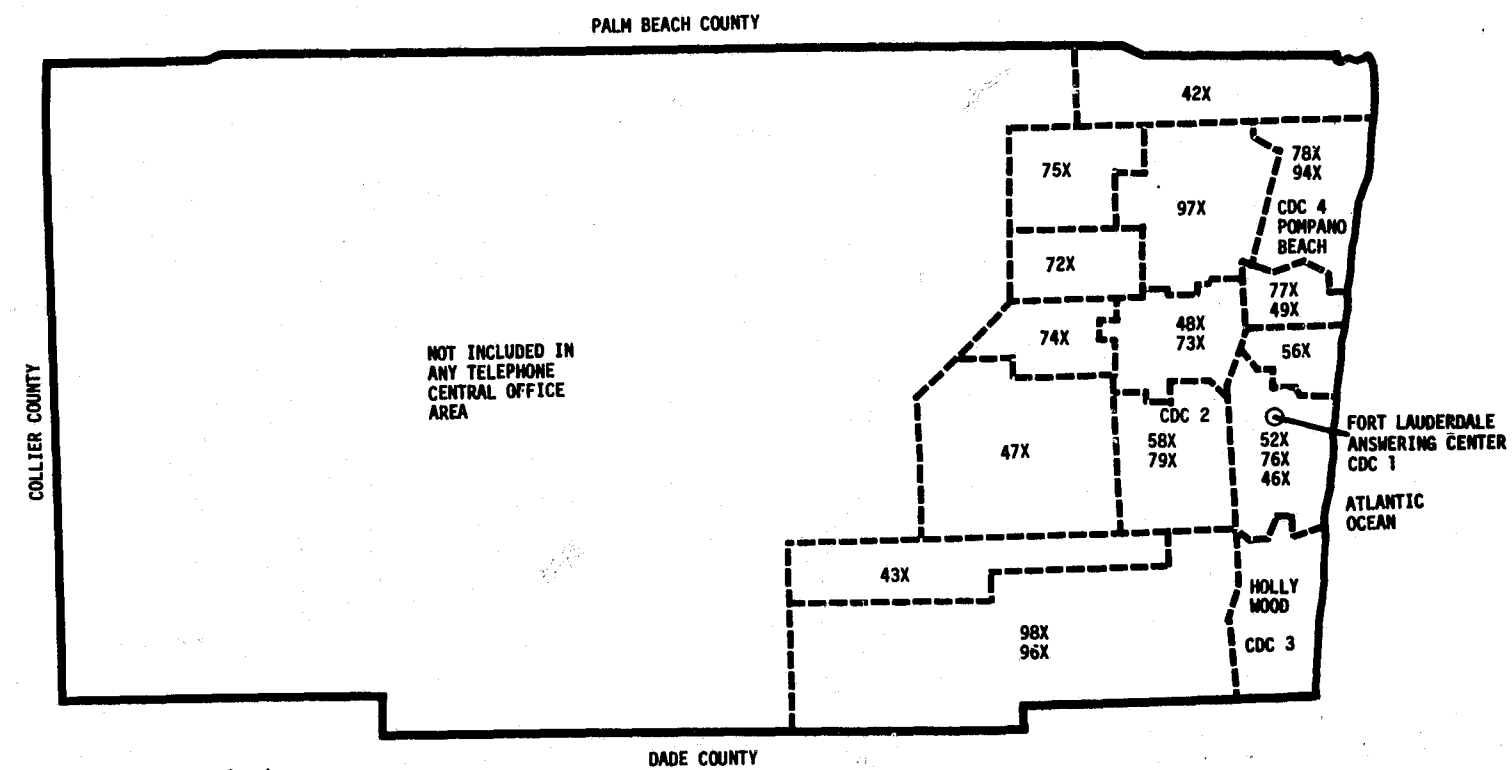 PALM BEACH COUNTY
42X
75X
78X
94X
97X
CDC 4
POMPANO
BEACH
72X
77X
49X
48X
73X
74X
56X
NOT INCLUDED IN
ANY TELEPHONE
CENTRAL OFFICE
AREA
COLLIER COUNTY
CDC 2
58X
79X
47X
52X
76X
46X
FORT LAUDERDALE
ANSWERING CENTER
CDC 1
ATLANTIC
OCEAN
43X
HOLLY
WOOD
CDC 3
98X
96X
DADE COUNTY